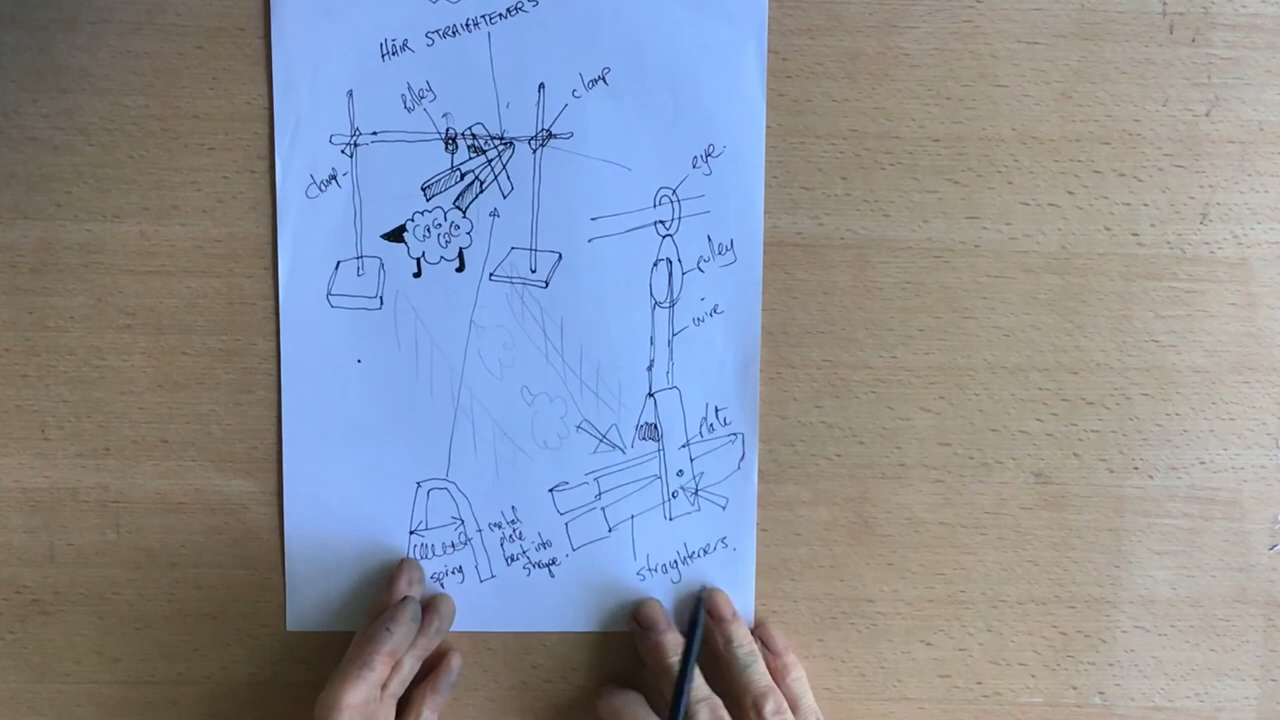 HAIR STRAIGHTENERS
pulley
clamp
clamp
eye.
pulley
wire
plate
metal
plate
bent into
shape.
spring
straighteners.